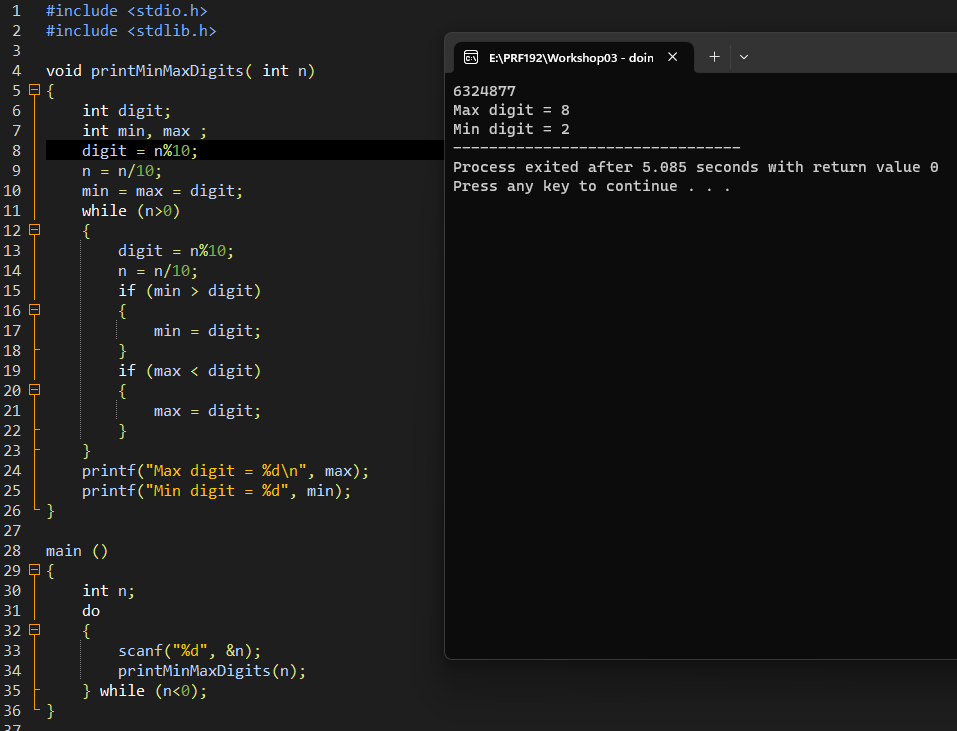 1 #include <stdio.h>
2 #include <stdlib.h>
3
4 void printMinMaxDigits( int n)
5 {
6     int digit;
7     int min, max ;
8     digit = n%10;
9     n = n/10;
10     min = max = digit;
11     while (n>0)
12     {
13         digit = n%10;
14         n = n/10;
15         if (min > digit)
16         {
17             min = digit;
18         }
19         if (max < digit)
20         {
21             max = digit;
22         }
23     }
24     printf("Max digit = %d\n", max);
25     printf("Min digit = %d", min);
26 }
27
28 main ()
29 {
30     int n;
31     do
32     {
33         scanf("%d", &n);
34         printMinMaxDigits(n);
35     } while (n<0);
36 }
37
E:\PRF192\Workshop03 - doin
6324877
Max digit = 8
Min digit = 2
--------------------------------
Process exited after 5.085 seconds with return value 0
Press any key to continue . . .